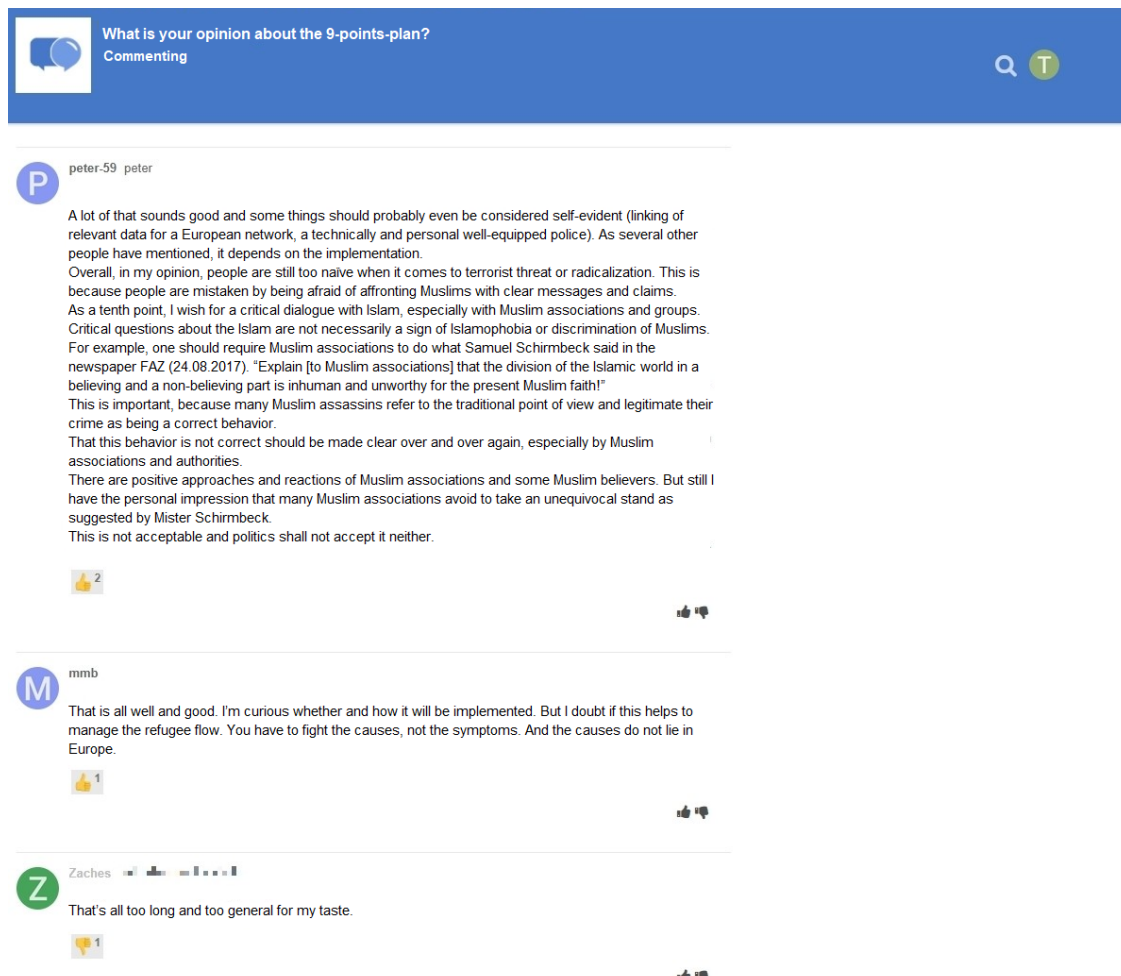 What is your opinion about the 9-points-plan?
Commenting
T
P
peter-59 peter
A lot of that sounds good and some things should probably even be considered self-evident (linking of
relevant data for a European network, a technically and personal well-equipped police). As several other
people have mentioned, it depends on the implementation.
Overall, in my opinion, people are still too naïve when it comes to terrorist threat or radicalization. This is
because people are mistaken by being afraid of affronting Muslims with clear messages and claims.
As a tenth point, I wish for a critical dialogue with Islam, especially with Muslim associations and groups.
Critical questions about the Islam are not necessarily a sign of Islamophobia or discrimination of Muslims.
For example, one should require Muslim associations to do what Samuel Schirmbeck said in the
newspaper FAZ (24.08.2017). “Explain [to Muslim associations] that the division of the Islamic world in a
believing and a non-believing part is inhuman and unworthy for the present Muslim faith!”
This is important, because many Muslim assassins refer to the traditional point of view and legitimate their
crime as being a correct behavior.
That this behavior is not correct should be made clear over and over again, especially by Muslim
associations and authorities.
There are positive approaches and reactions of Muslim associations and some Muslim believers. But still I
have the personal impression that many Muslim associations avoid to take an unequivocal stand as
suggested by Mister Schirmbeck.
This is not acceptable and politics shall not accept it neither.
2
M
mmb
That is all well and good. I'm curious whether and how it will be implemented. But I doubt if this helps to
manage the refugee flow. You have to fight the causes, not the symptoms. And the causes do not lie in
Europe.
1
Z
Zaches
That's all too long and too general for my taste.
1